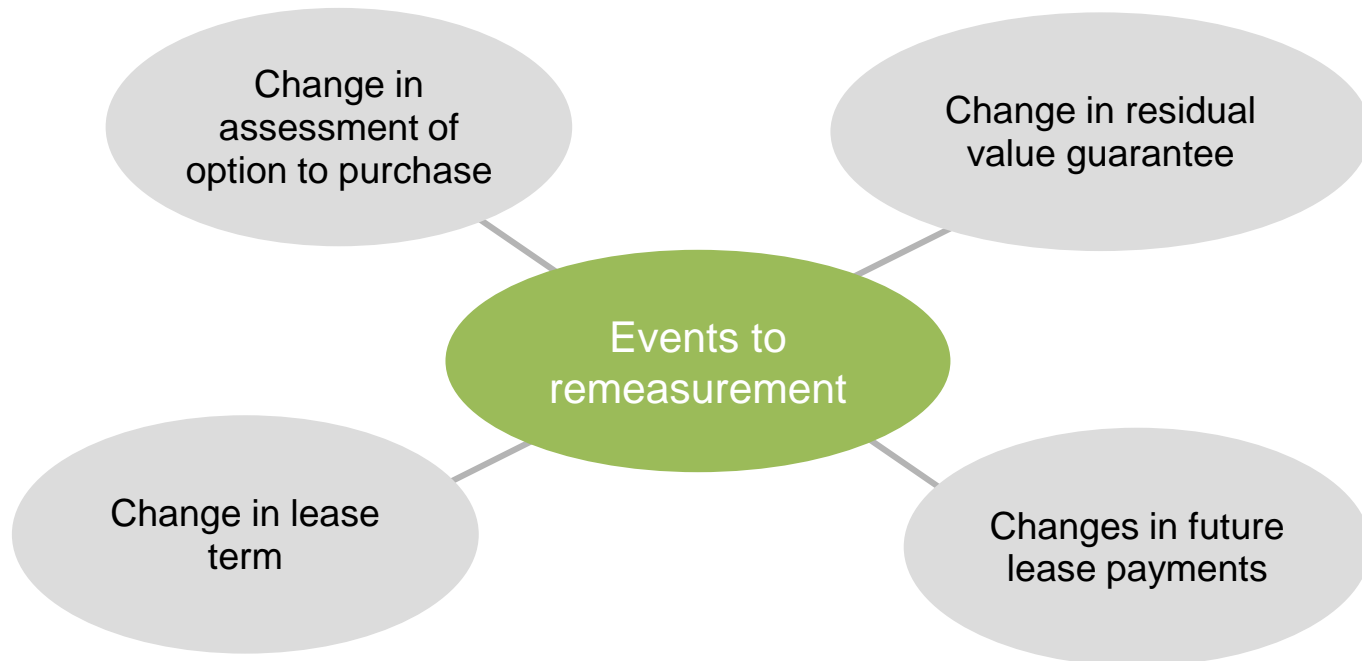 Change in
assessment of
option to purchase
Change in residual
value guarantee
Events to
remeasurement
Change in lease
term
Changes in future
lease payments